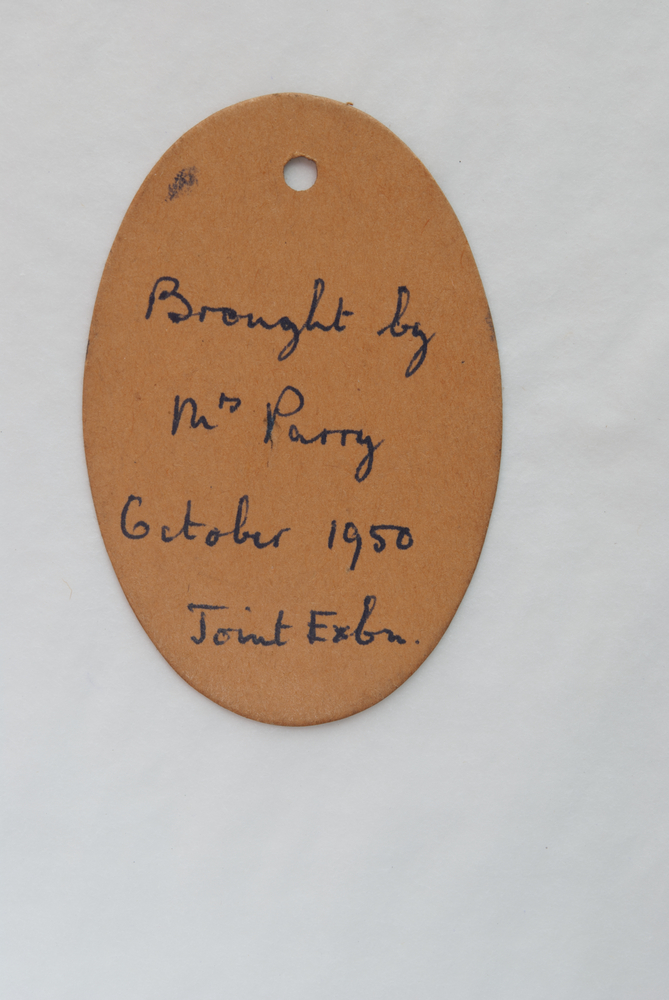 Brought by
Mrs Parry
October 1950
Joint Exbn.